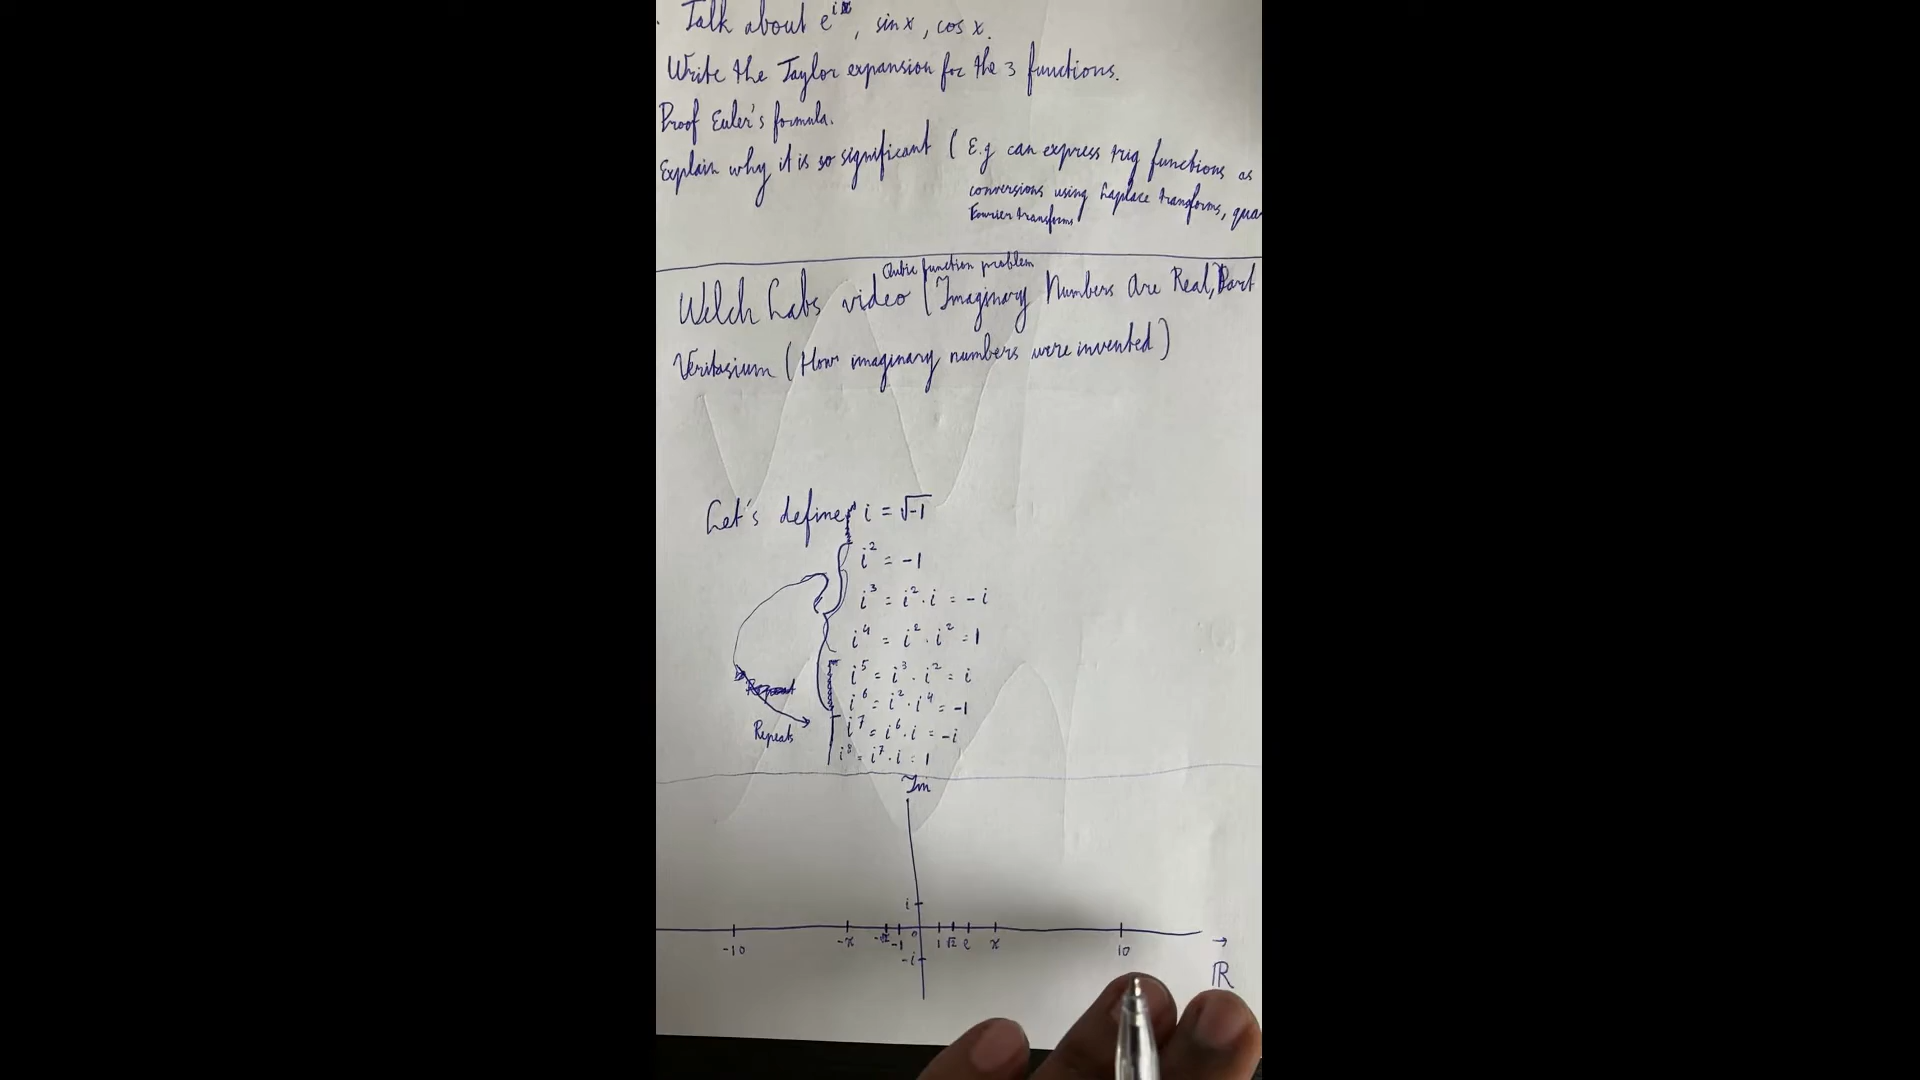 Talk about e^ix, sin x, cos x.
Write the Taylor expansion for the 3 functions.
Proof Euler's formula.
Explain why it is so significant ( E.g can express trig functions as
conversions using Laplace transforms, qua
Fourier transforms
Cubic function problem
Welch Labs video (Imaginary Numbers Are Real, Part
Veritasium (How imaginary numbers were invented)
Let's define i = √-1
i² = -1
i³ = i² . i = -i
i⁴ = i² . i² = 1
i⁵ = i³ . i² = i
i⁶ = i² . i⁴ = -1
i⁷ = i⁶ . i = -i
Repeats
i⁸ = i⁷ . i = 1
Im
i
-10 -π -√2 -1 0 1 √2 e π 10
-i
ℝ